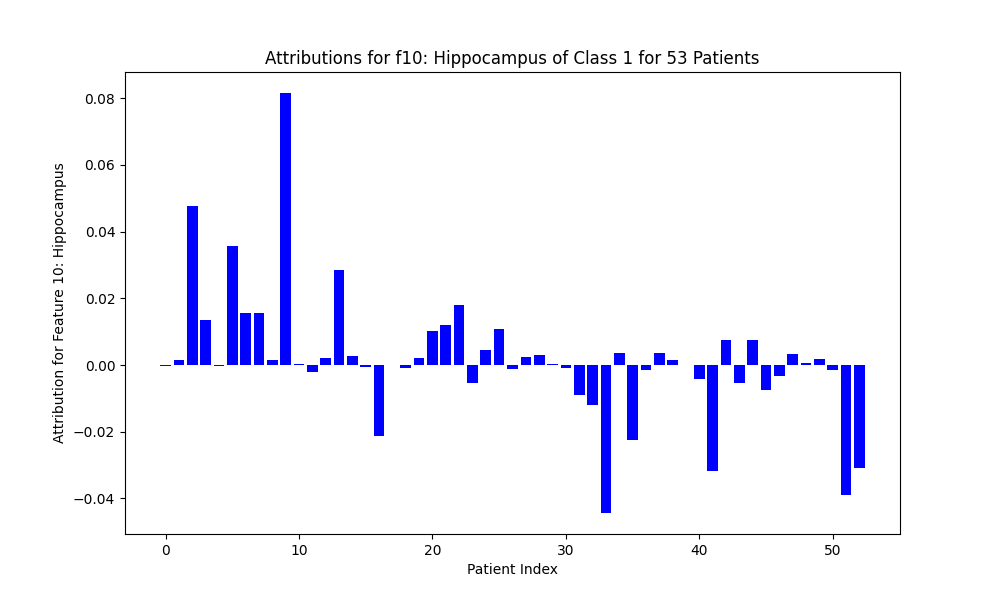 Attributions for f10: Hippocampus of Class 1 for 53 Patients
Attribution for Feature 10: Hippocampus
0.08
0.06
0.04
0.02
0.00
−0.02
−0.04
0 10 20 30 40 50
Patient Index